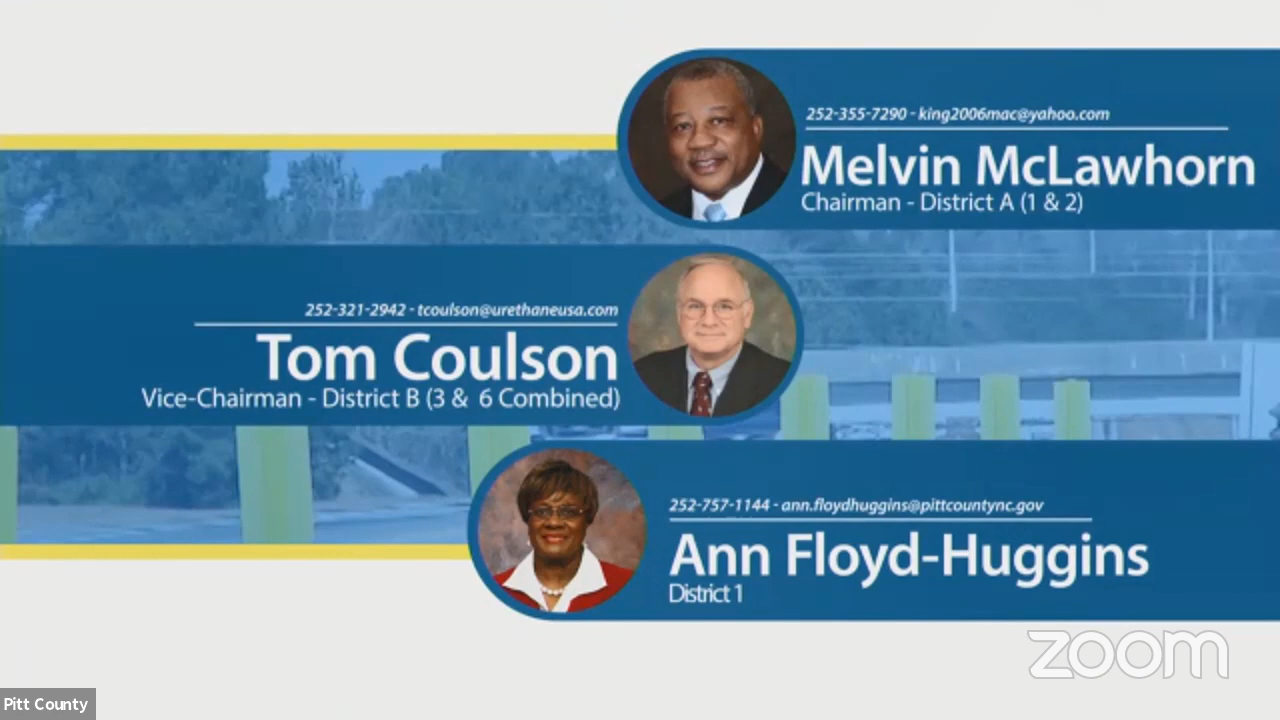 252-355-7290 - king2006mac@yahoo.com
Melvin McLawhorn
Chairman - District A (1 & 2)
252-321-2942 - tcoulson@urethaneusa.com
Tom Coulson
Vice-Chairman - District B (3 & 6 Combined)
252-757-1144 - ann.floydhuggins@pittcountync.gov
Ann Floyd-Huggins
District 1
zoom
Pitt County